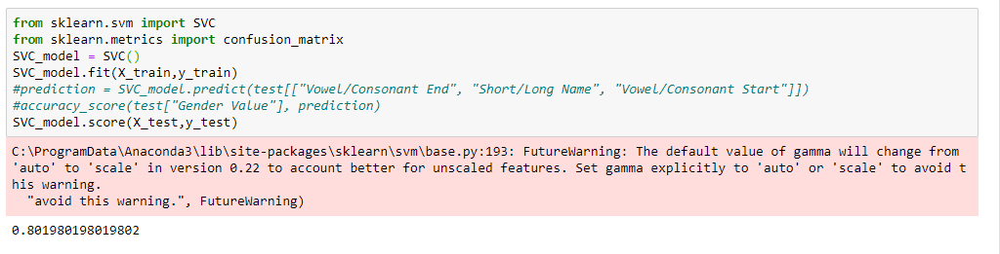 from sklearn.svm import SVC
from sklearn.metrics import confusion_matrix
SVC_model = SVC()
SVC_model.fit(X_train,y_train)
#prediction = SVC_model.predict(test[["Vowel/Consonant End", "Short/Long Name", "Vowel/Consonant Start"]])
#accuracy_score(test["Gender Value"], prediction)
SVC_model.score(X_test,y_test)
C:\ProgramData\Anaconda3\lib\site-packages\sklearn\svm\base.py:193: FutureWarning: The default value of gamma will change from
'auto' to 'scale' in version 0.22 to account better for unscaled features. Set gamma explicitly to 'auto' or 'scale' to avoid t
his warning.
  "avoid this warning.", FutureWarning)
0.801980198019802